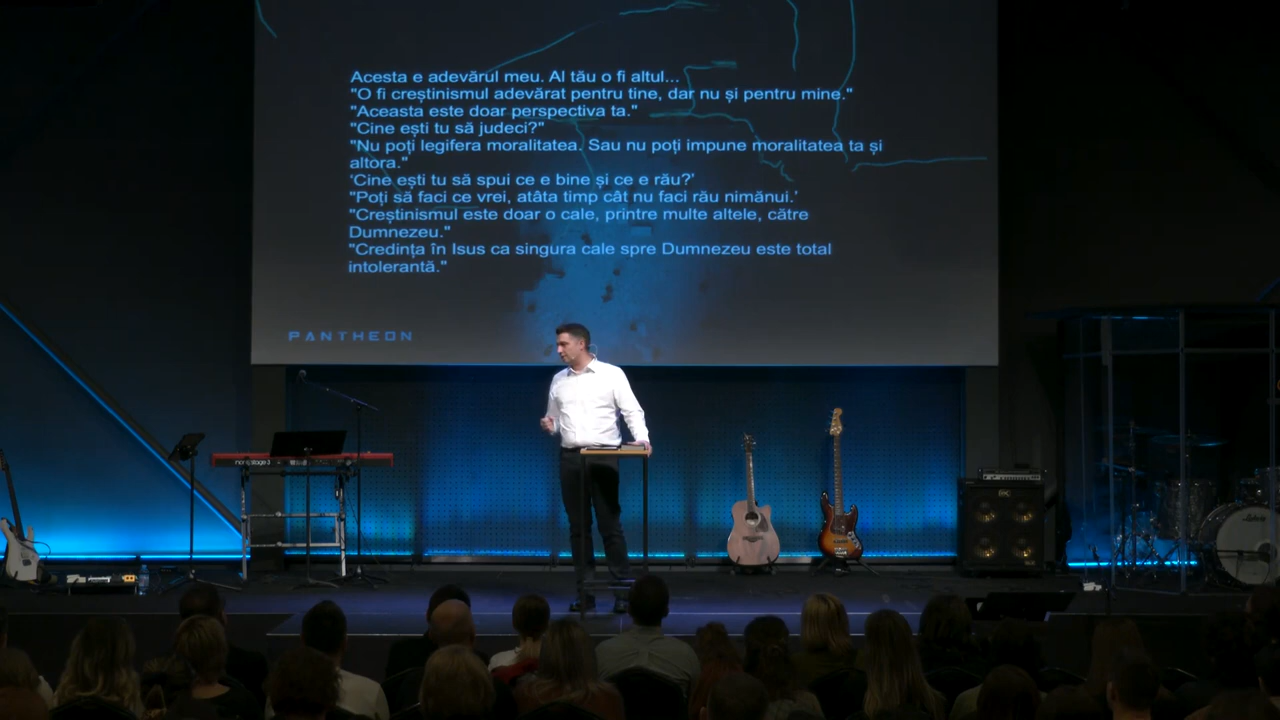 Acesta e adevărul meu. Al tău o fi altul...
"O fi creștinismul adevărat pentru tine, dar nu și pentru mine."
"Aceasta este doar perspectiva ta."
"Cine ești tu să judeci?"
"Nu poți legifera moralitatea. Sau nu poți impune moralitatea ta și
altora."
'Cine ești tu să spui ce e bine și ce e rău?'
"Poți să faci ce vrei, atâta timp cât nu faci rău nimănui.'
"Creștinismul este doar o cale, printre multe altele, către
Dumnezeu."
"Credința în Isus ca singura cale spre Dumnezeu este total
intolerantă."
PANTHEON
nord stage 3